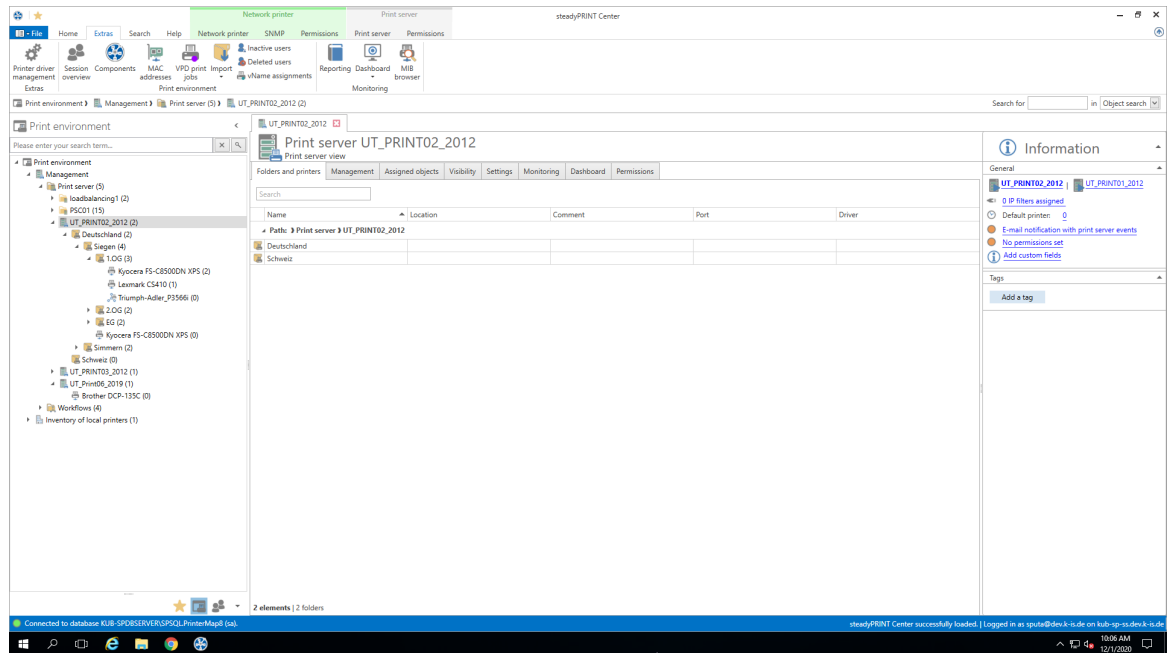 Network printer
Print server
steadyPRINT Center
File
Home
Extras
Search
Help
Network printer
SNMP
Permissions
Print server
Permissions
Printer driver management
Session overview
Components
MAC addresses
VPD print jobs
Import
Inactive users
Deleted users
vName assignments
Reporting
Dashboard
MIB browser
Extras
Print environment
Monitoring
Print environment
Management
Print server (5)
UT_PRINT02_2012 (2)
Search for
in
Object search
Print environment
Please enter your search term...
Print environment
Management
Print server (5)
loadbalancing1 (2)
PSC01 (15)
UT_PRINT02_2012 (2)
Deutschland (2)
Siegen (4)
1.OG (3)
Kyocera FS-C8500DN XPS (2)
Lexmark CS410 (1)
Triumph-Adler_P3566i (0)
2.OG (2)
EG (2)
Kyocera FS-C8500DN XPS (0)
Simmern (2)
Schweiz (0)
UT_PRINT03_2012 (1)
UT_Print06_2019 (1)
Brother DCP-135C (0)
Workflows (4)
Inventory of local printers (1)
UT_PRINT02_2012
Print server UT_PRINT02_2012
Print server view
Folders and printers
Management
Assigned objects
Visibility
Settings
Monitoring
Dashboard
Permissions
Search
Name
Location
Comment
Port
Driver
Path: Print server UT_PRINT02_2012
Deutschland
Schweiz
2 elements | 2 folders
Information
General
UT_PRINT02_2012 | UT_PRINT01_2012
0 IP filters assigned
Default printer: 0
E-mail notification with print server events
No permissions set
Add custom fields
Tags
Add a tag
Connected to database KUB-SPDBSERVER\SPSQL.PrinterMap8 (sa).
steadyPRINT Center successfully loaded. | Logged in as sputa@dev.k-is.de on kub-sp-ss.dev.k-is.de
10:06 AM
12/1/2020